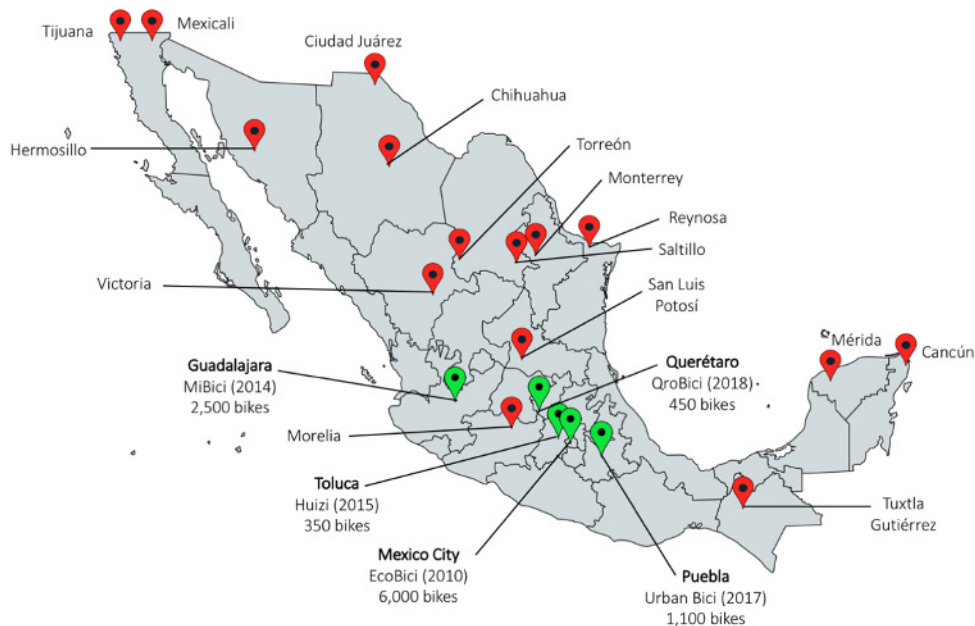 Tijuana
Mexicali
Ciudad Juárez
Chihuahua
Hermosillo
Torreón
Monterrey
Reynosa
Saltillo
Victoria
San Luis
Potosí
Mérida
Cancún
Guadalajara
MiBici (2014)
2,500 bikes
Querétaro
QroBici (2018)
450 bikes
Morelia
Toluca
Huizi (2015)
350 bikes
Tuxtla
Gutiérrez
Mexico City
EcoBici (2010)
6,000 bikes
Puebla
Urban Bici (2017)
1,100 bikes